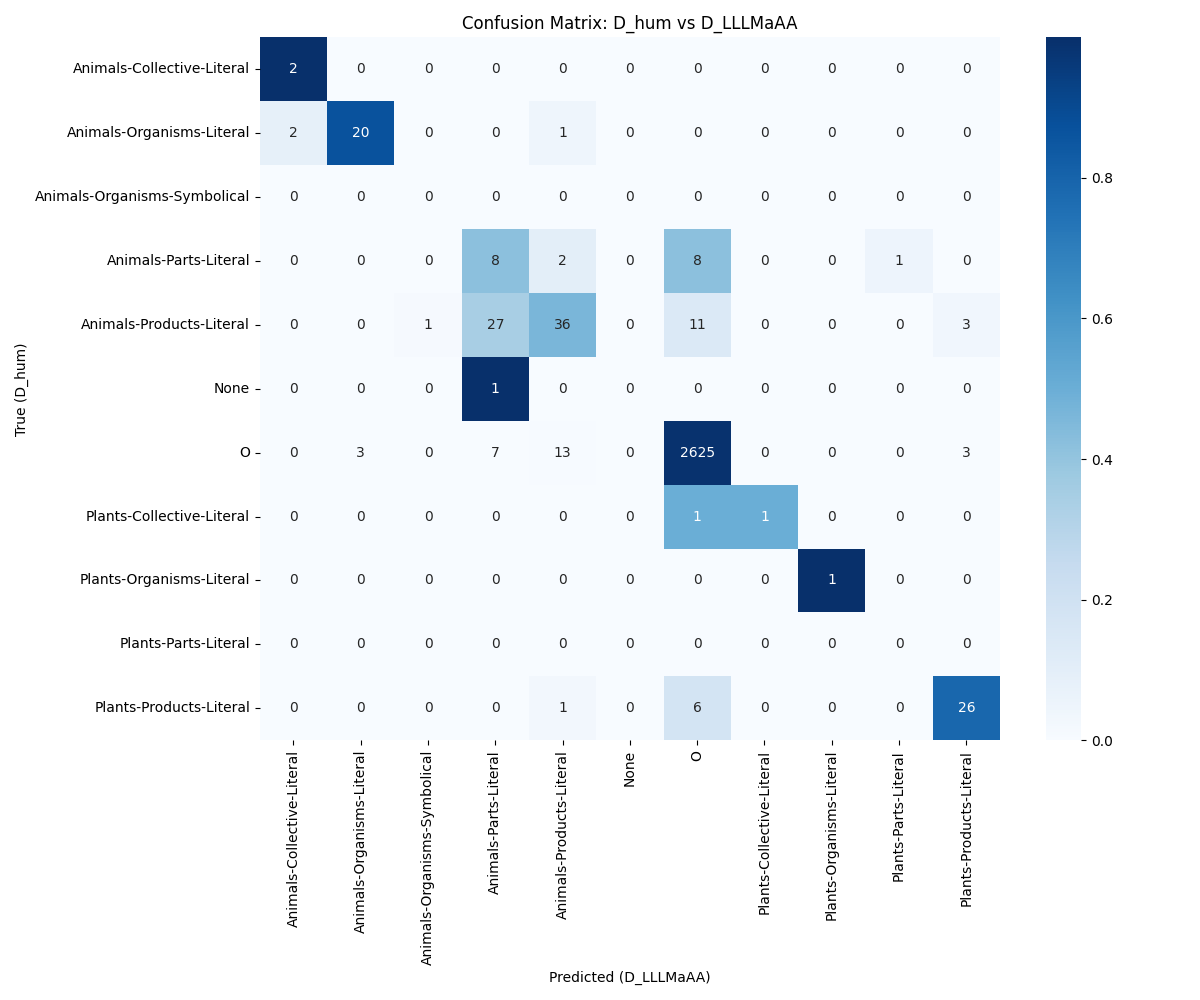 Confusion Matrix: D_hum vs D_LLLMaAA
True (D_hum)
Animals-Collective-Literal 2 0 0 0 0 0 0 0 0 0 0
Animals-Organisms-Literal 2 20 0 0 1 0 0 0 0 0 0
Animals-Organisms-Symbolical 0 0 0 0 0 0 0 0 0 0 0
Animals-Parts-Literal 0 0 0 8 2 0 8 0 0 1 0
Animals-Products-Literal 0 0 1 27 36 0 11 0 0 0 3
None 0 0 0 1 0 0 0 0 0 0 0
O 0 3 0 7 13 0 2625 0 0 0 3
Plants-Collective-Literal 0 0 0 0 0 0 1 1 0 0 0
Plants-Organisms-Literal 0 0 0 0 0 0 0 0 1 0 0
Plants-Parts-Literal 0 0 0 0 0 0 0 0 0 0 0
Plants-Products-Literal 0 0 0 0 1 0 6 0 0 0 26
Animals-Collective-Literal
Animals-Organisms-Literal
Animals-Organisms-Symbolical
Animals-Parts-Literal
Animals-Products-Literal
None
O
Plants-Collective-Literal
Plants-Organisms-Literal
Plants-Parts-Literal
Plants-Products-Literal
Predicted (D_LLLMaAA)
0.8
0.6
0.4
0.2
0.0